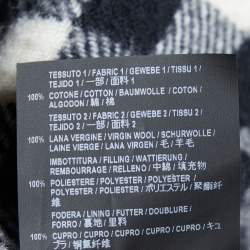 TESSUTO 1 / FABRIC 1 / GEWEBE 1 / TISSU 1
TEJIDO 1 / 一部 / 面料 1
100% COTONE / COTTON / BAUMWOLLE / COTON
ALGODON / 綿 / 棉
TESSUTO 2 / FABRIC 2 / GEWEBE 2 / TISSU 2
TEJIDO 2 / 一部 / 面料 2
100% LANA VERGINE / VIRGIN WOOL / SCHURWOLLE
LAINE VIERGE / LANA VIRGEN / 毛 / 羊毛
IMBOTTITURA / FILLING / WATTIERUNG
REMBOURRAGE / RELLENO / 中綿 / 填充物
100% POLIESTERE / POLYESTER / POLYESTER
POLYESTER / POLIÉSTER / ポリエステル / 聚酯纤
维
FODERA / LINING / FUTTER / DOUBLURE
FORRO / 裏地 / 里料
100% CUPRO / CUPRO / CUPRO / CUPRO / CUPRO / キュ
プラ / 铜氨纤维